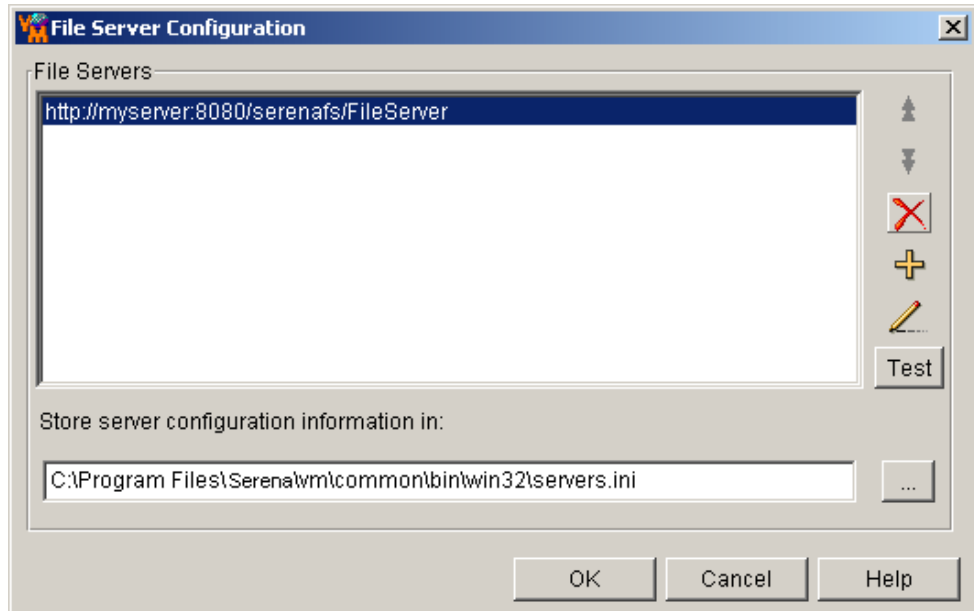 File Server Configuration
File Servers
http://myserver:8080/serenafs/FileServer
Test
Store server configuration information in:
C:\Program Files\Serena\vm\common\bin\win32\servers.ini
...
OK
Cancel
Help